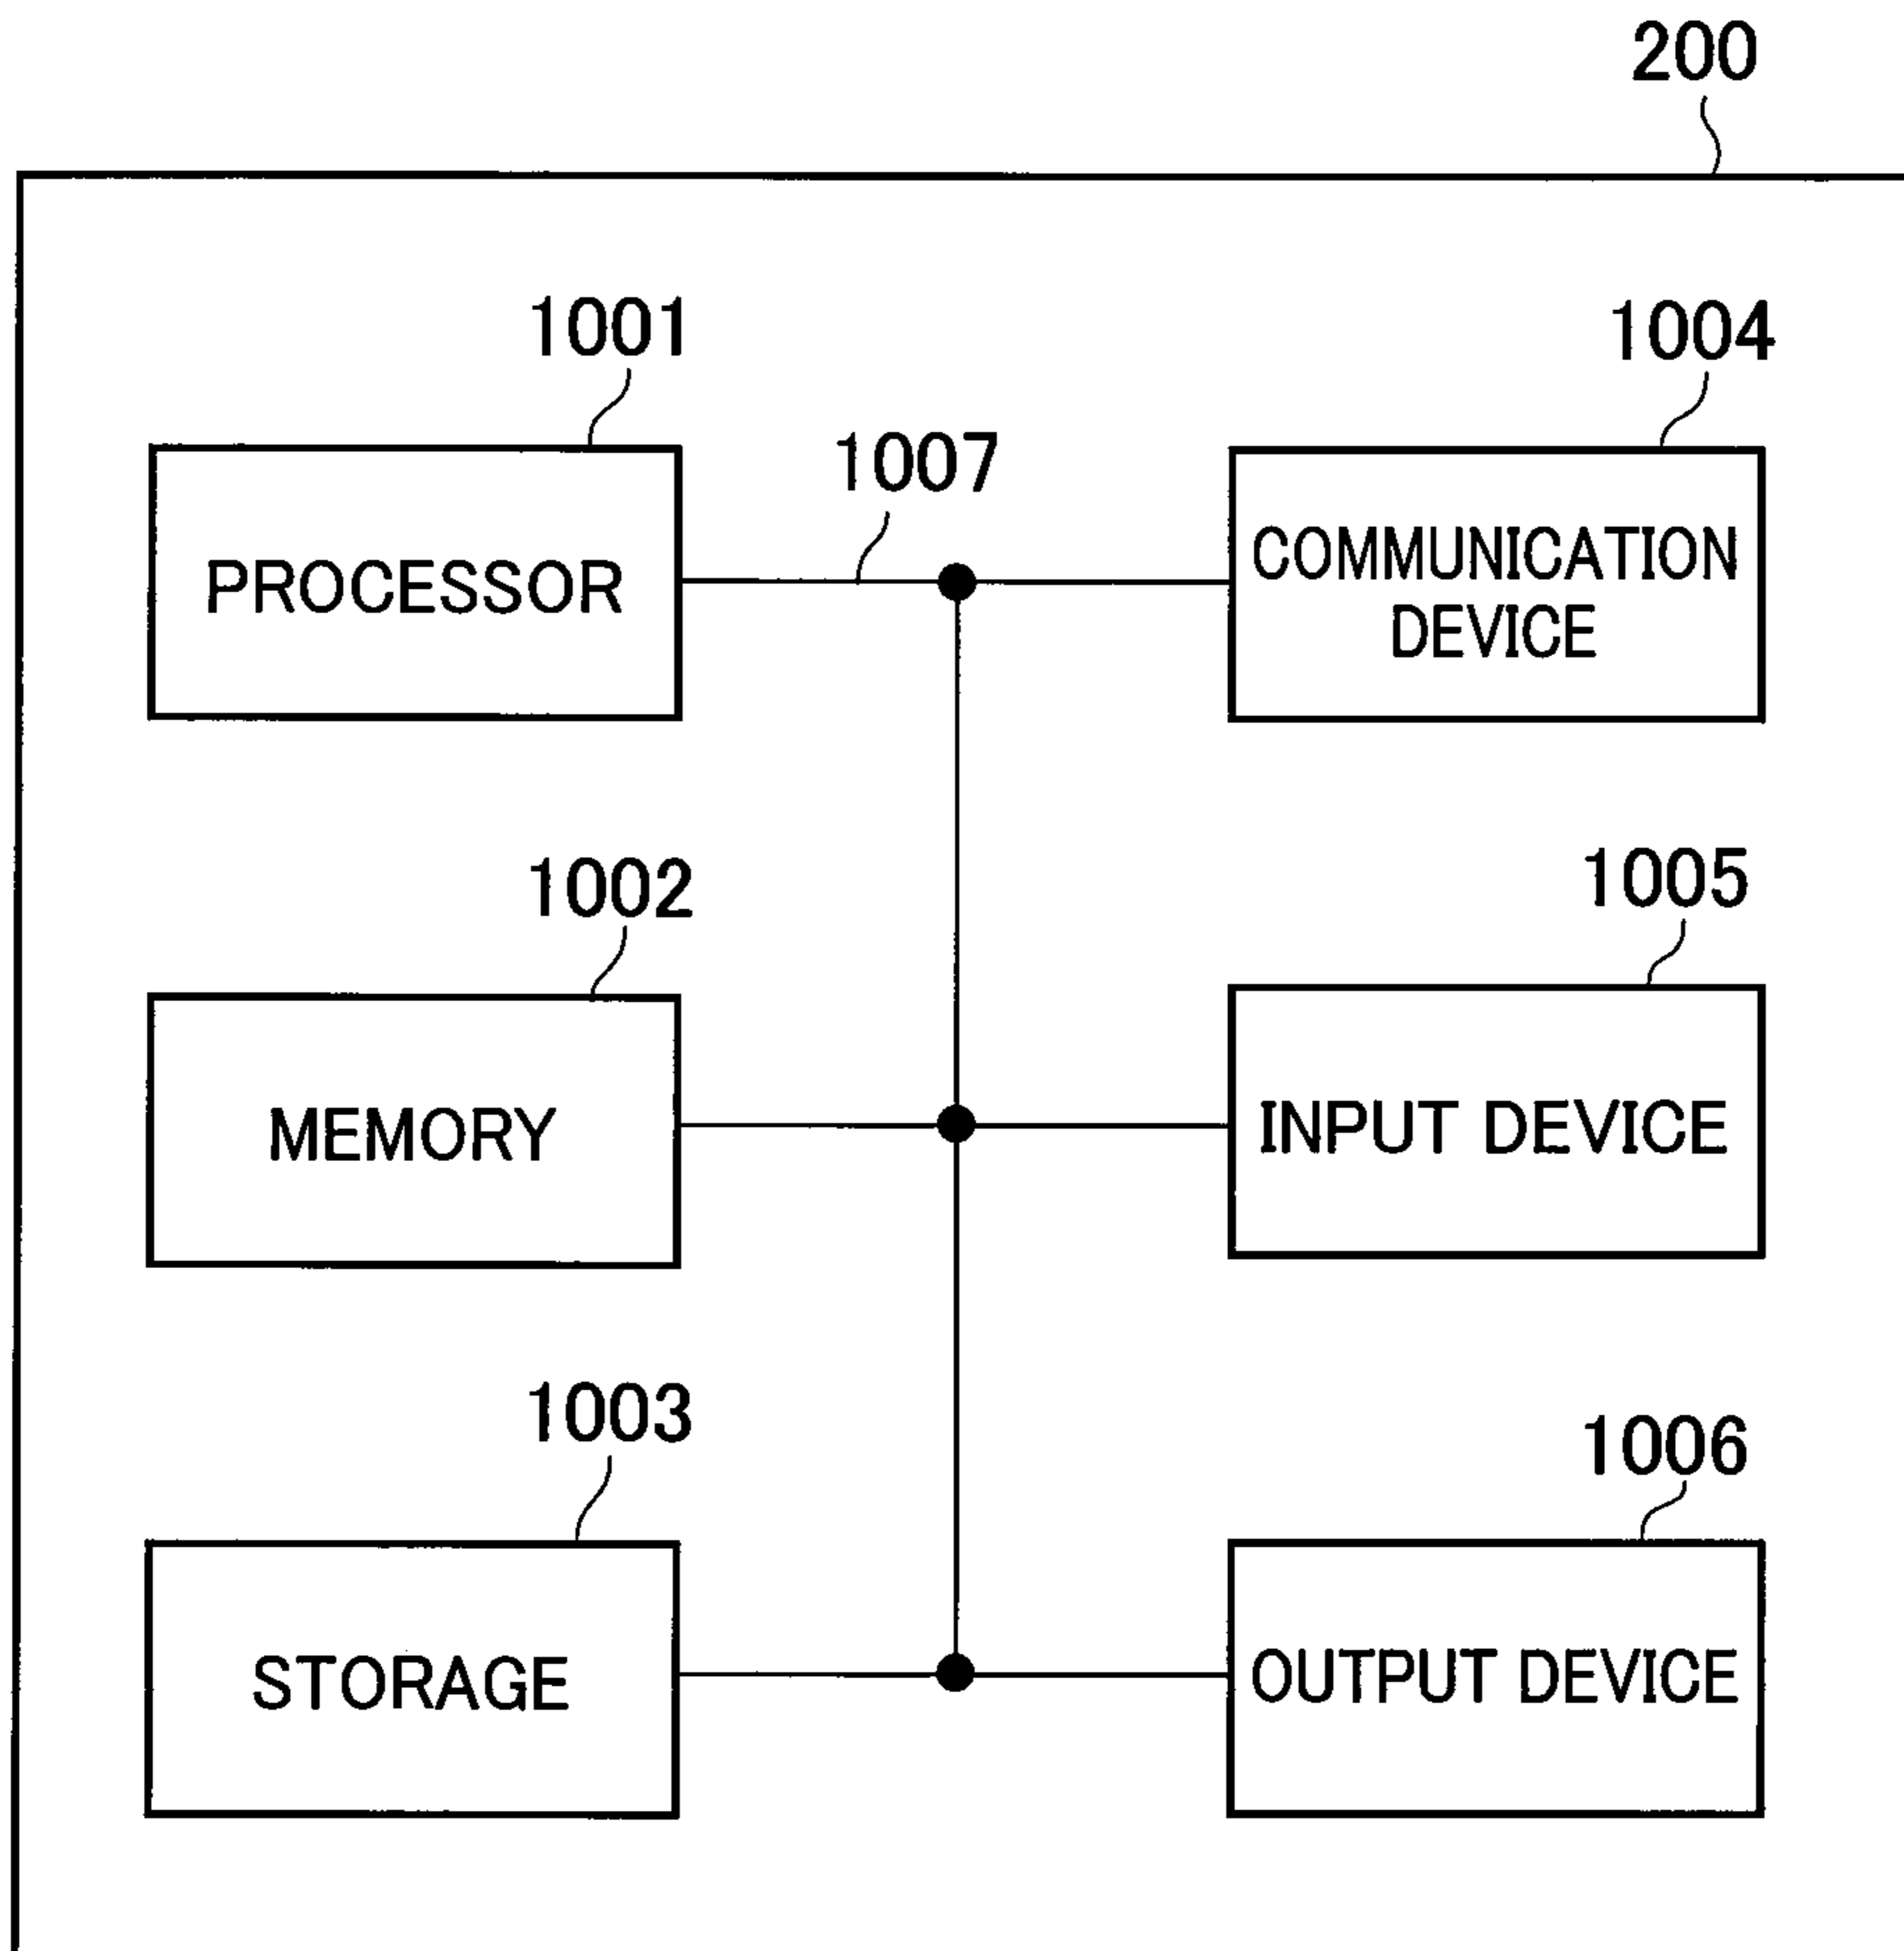 200
1001
1004
1007
PROCESSOR
COMMUNICATION
DEVICE
1002
1005
MEMORY
INPUT DEVICE
1003
1006
STORAGE
OUTPUT DEVICE